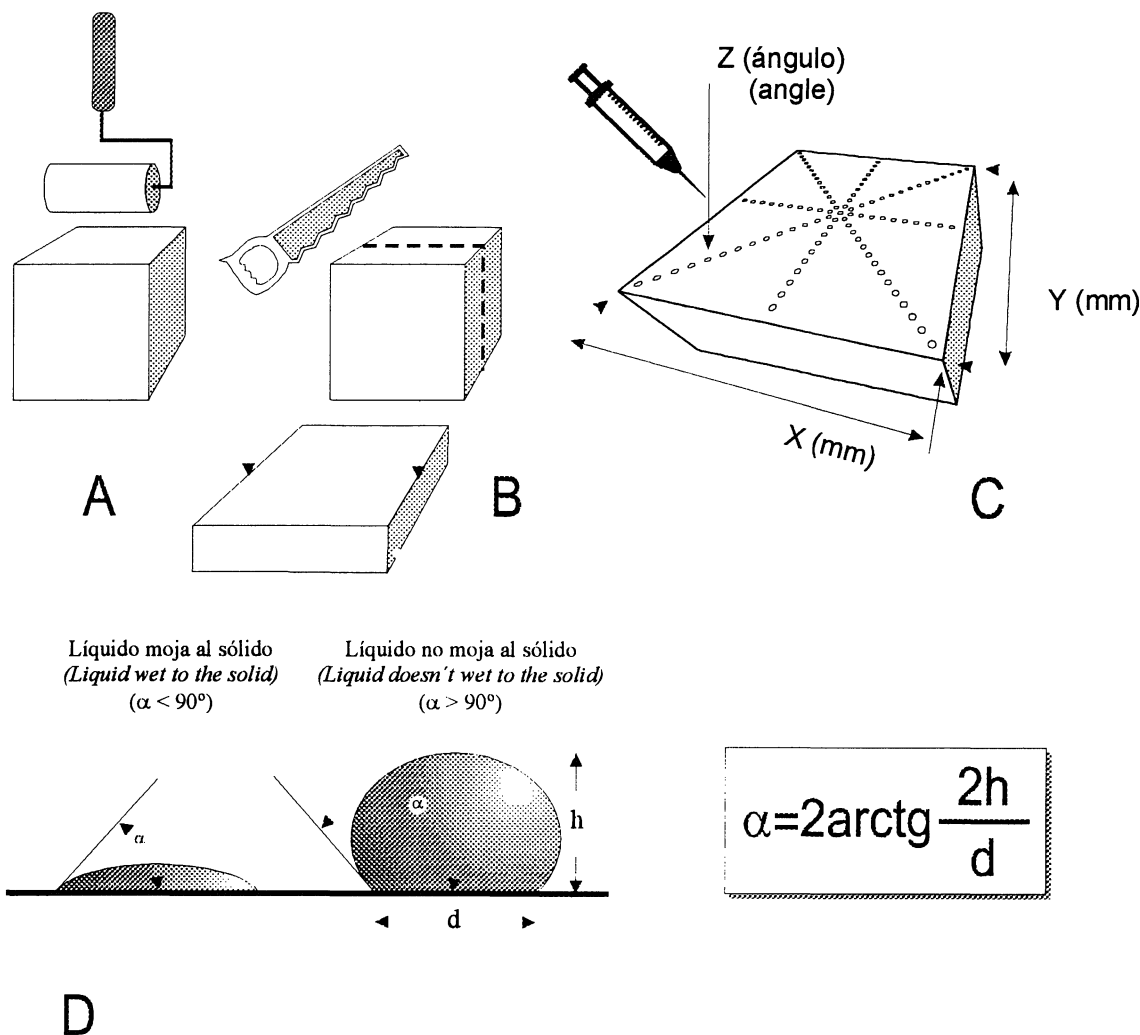 Z (ángulo)
(angle)
Y (mm)
X (mm)
A
B
C
Líquido moja al sólido
(Liquid wet to the solid)
(α < 90º)
Líquido no moja al sólido
(Liquid doesn´t wet to the solid)
(α > 90º)
α
α
h
d
α=2arctg 2h/d
D